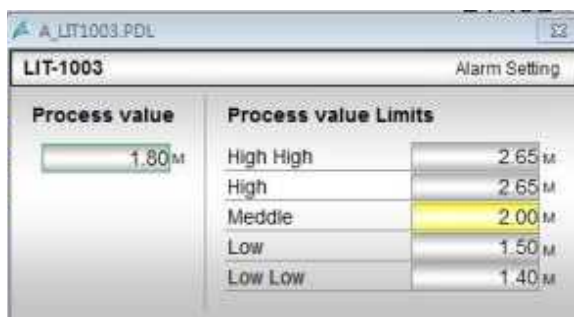 A_LIT1003.PDL
LIT-1003 Alarm Setting
Process value Process value Limits
1.80 M High High 2.65 M
High 2.65 M
Meddle 2.00 M
Low 1.50 M
Low Low 1.40 M